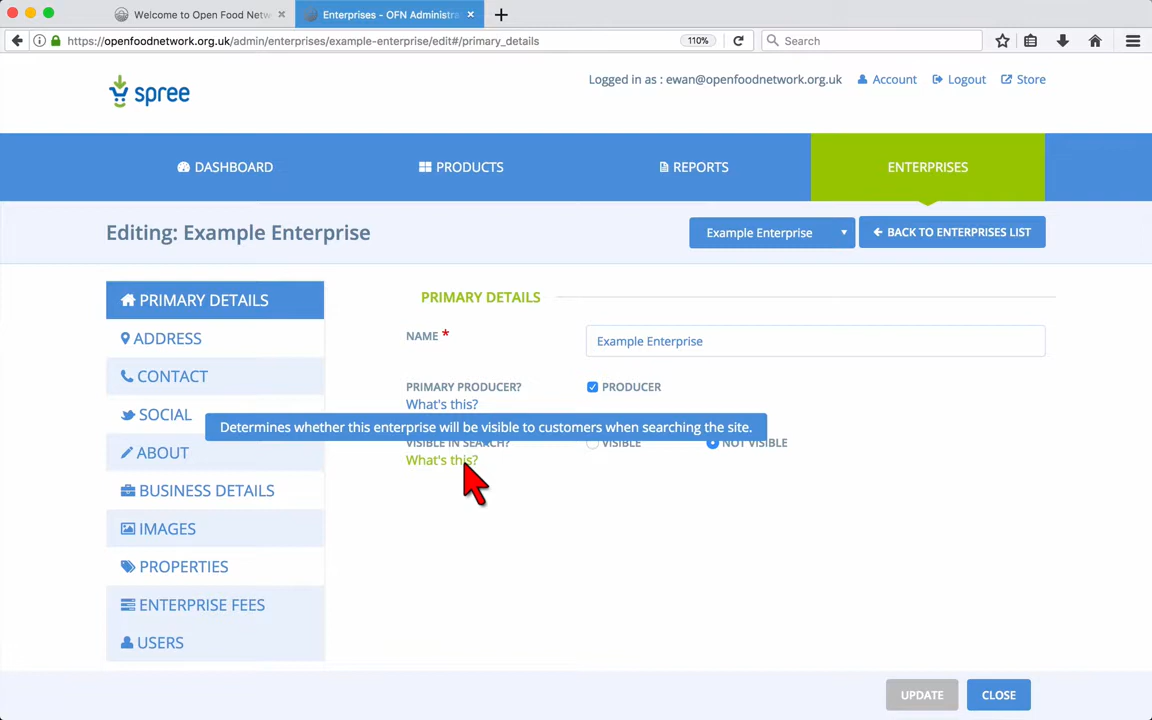 Welcome to Open Food Netw
Enterprises - OFN Administra
https://openfoodnetwork.org.uk/admin/enterprises/example-enterprise/edit#/primary_details
110%
Search
spree
Logged in as : ewan@openfoodnetwork.org.uk
Account
Logout
Store
DASHBOARD
PRODUCTS
REPORTS
ENTERPRISES
Editing: Example Enterprise
Example Enterprise
BACK TO ENTERPRISES LIST
PRIMARY DETAILS
ADDRESS
CONTACT
SOCIAL
ABOUT
BUSINESS DETAILS
IMAGES
PROPERTIES
ENTERPRISE FEES
USERS
PRIMARY DETAILS
NAME *
Example Enterprise
PRIMARY PRODUCER?
PRODUCER
What's this?
Determines whether this enterprise will be visible to customers when searching the site.
VISIBLE IN SEARCH?
VISIBLE
NOT VISIBLE
What's this?
UPDATE
CLOSE